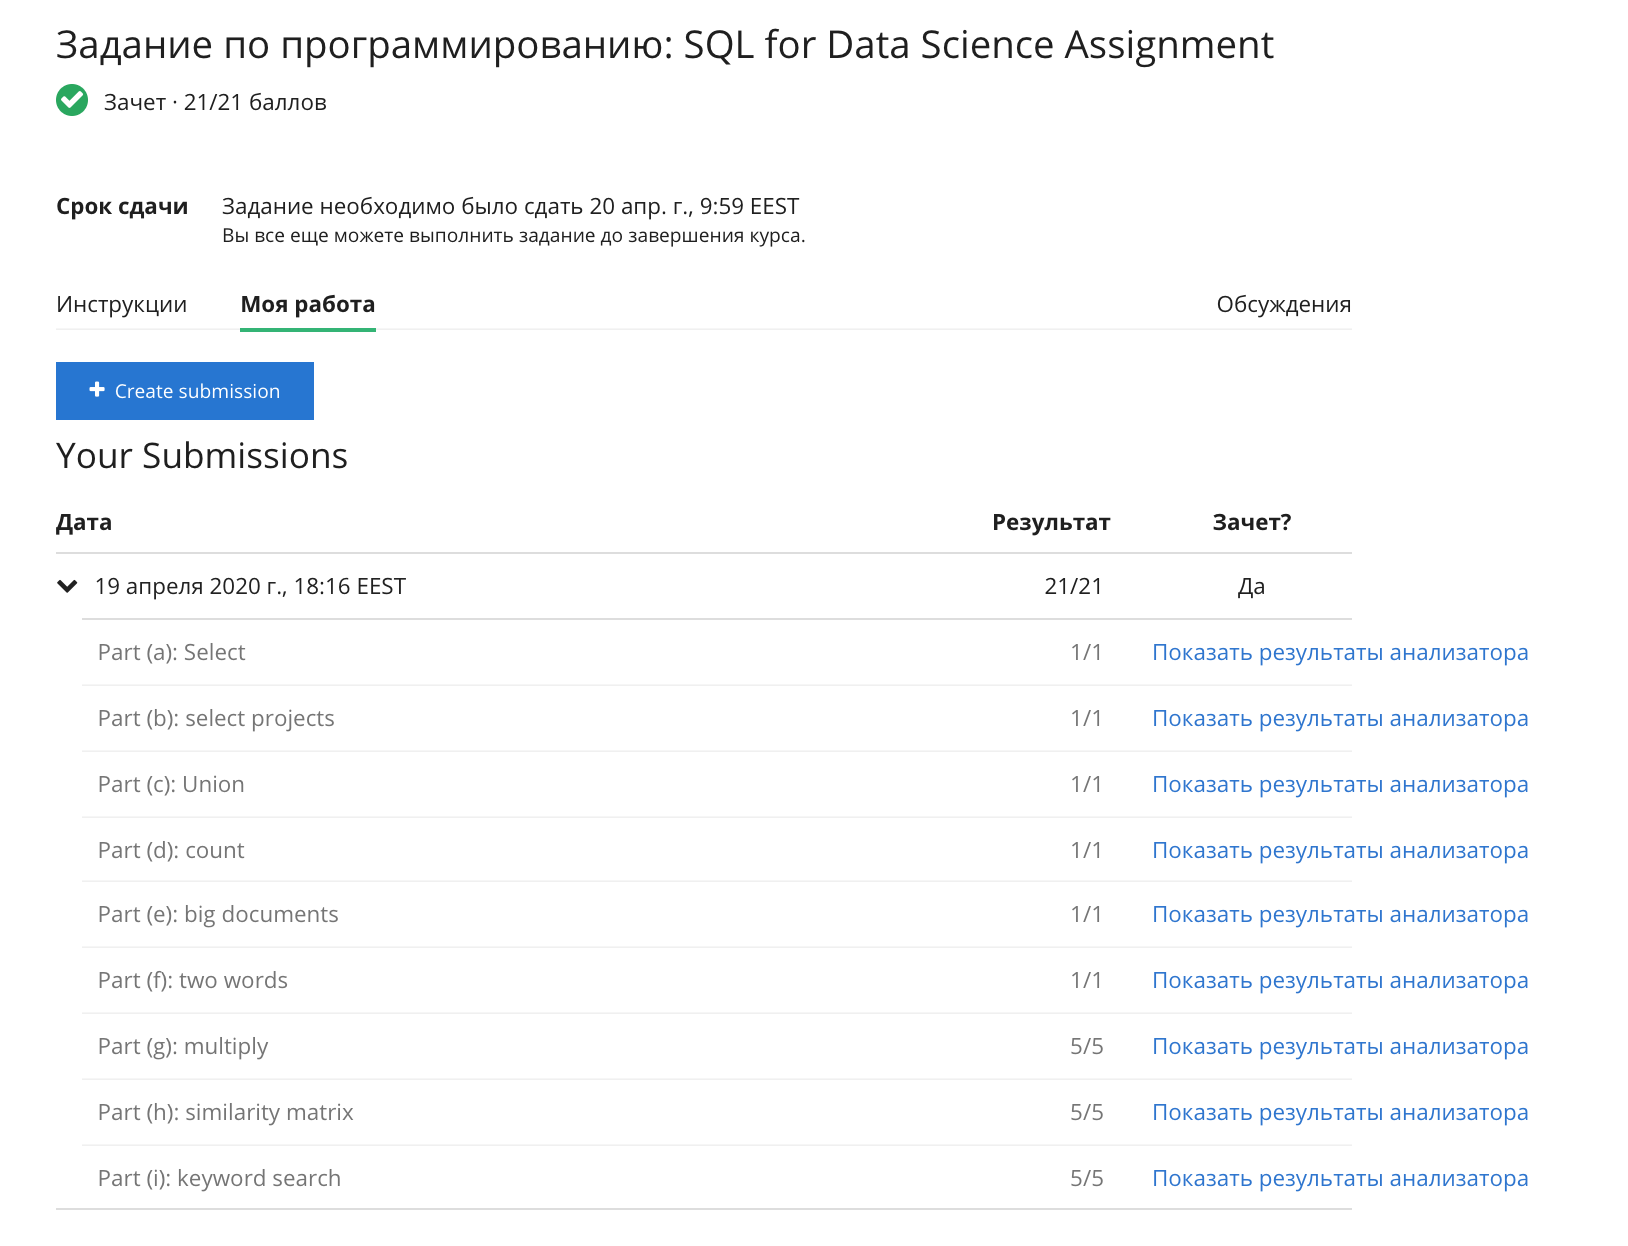 Задание по программированию: SQL for Data Science Assignment
Зачет · 21/21 баллов
Срок сдачи Задание необходимо было сдать 20 апр. г., 9:59 EEST
Вы все еще можете выполнить задание до завершения курса.
Инструкции Моя работа Обсуждения
+ Create submission
Your Submissions
Дата Результат Зачет?
19 апреля 2020 г., 18:16 EEST 21/21 Да
Part (a): Select 1/1 Показать результаты анализатора
Part (b): select projects 1/1 Показать результаты анализатора
Part (c): Union 1/1 Показать результаты анализатора
Part (d): count 1/1 Показать результаты анализатора
Part (e): big documents 1/1 Показать результаты анализатора
Part (f): two words 1/1 Показать результаты анализатора
Part (g): multiply 5/5 Показать результаты анализатора
Part (h): similarity matrix 5/5 Показать результаты анализатора
Part (i): keyword search 5/5 Показать результаты анализатора